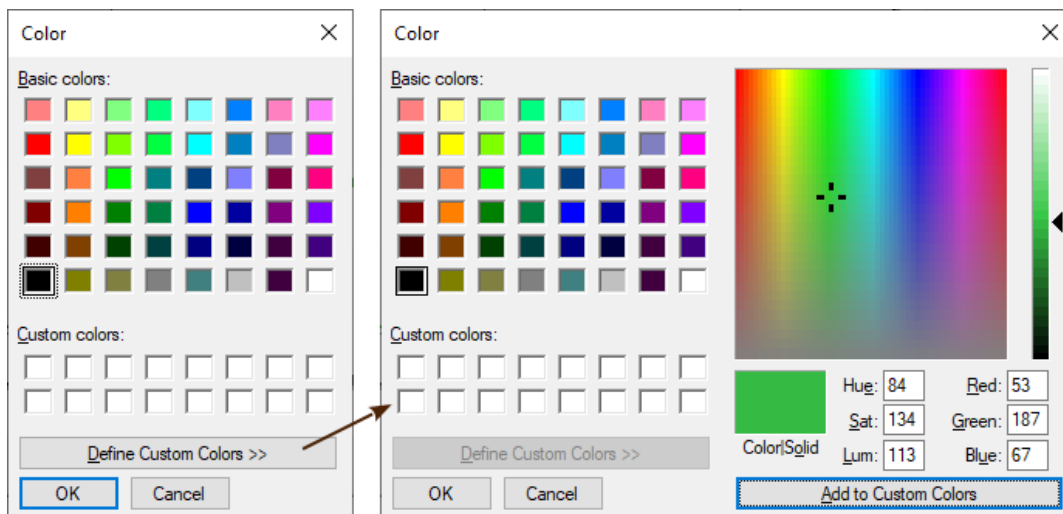 Color
Basic colors:
Custom colors:
Define Custom Colors >>
OK Cancel
Color
Basic colors:
Custom colors:
Define Custom Colors >>
OK Cancel
Color|Solid
Hue: 84 Red: 53
Sat: 134 Green: 187
Lum: 113 Blue: 67
Add to Custom Colors